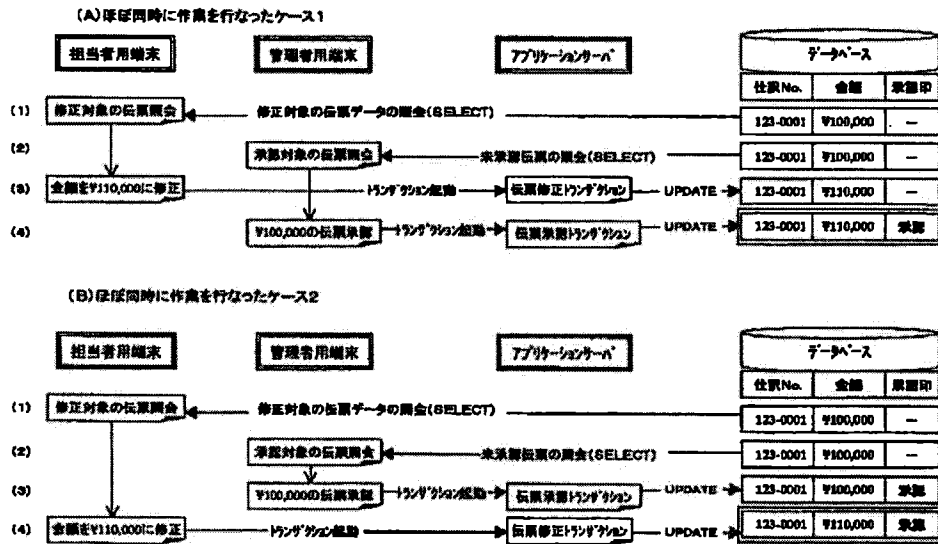 (A)ほぼ同時に作業を行なったケース1
担当者用端末 管理者用端末 アプリケーションサーバ データベース
仕訳No. 金額 承認印
(1) 修正対象の伝票照会 修正対象の伝票データの照会(SELECT) 123-0001 ¥100,000 —
(2) 承認対象の伝票照会 未承認伝票の照会(SELECT) 123-0001 ¥100,000 —
(3) 金額を¥110,000に修正 トランザクション起動 伝票修正トランザクション UPDATE 123-0001 ¥110,000 —
(4) ¥100,000の伝票承認 トランザクション起動 伝票承認トランザクション UPDATE 123-0001 ¥110,000 承認
(B)ほぼ同時に作業を行なったケース2
担当者用端末 管理者用端末 アプリケーションサーバ データベース
仕訳No. 金額 承認印
(1) 修正対象の伝票照会 修正対象の伝票データの照会(SELECT) 123-0001 ¥100,000 —
(2) 承認対象の伝票照会 未承認伝票の照会(SELECT) 123-0001 ¥100,000 —
(3) ¥100,000の伝票承認 トランザクション起動 伝票承認トランザクション UPDATE 123-0001 ¥100,000 承認
(4) 金額を¥110,000に修正 トランザクション起動 伝票修正トランザクション UPDATE 123-0001 ¥110,000 承認